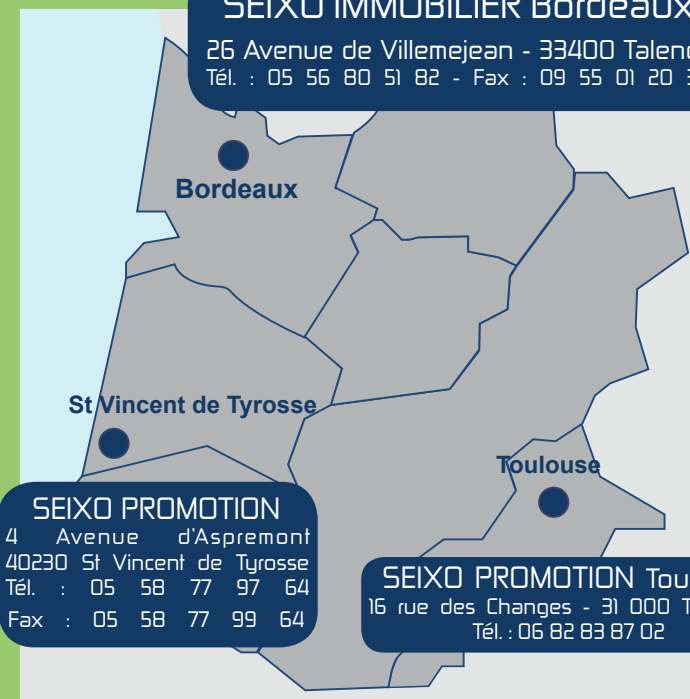 SEIXO IMMOBILIER Bordeaux
26 Avenue de Villemejean - 33400 Talenc
Tél. : 05 56 80 51 82 - Fax : 09 55 01 20
Bordeaux
St Vincent de Tyrosse
Toulouse
SEIXO PROMOTION
4 Avenue d'Aspremont
40230 St Vincent de Tyrosse
Tél. : 05 58 77 97 64
Fax : 05 58 77 99 64
SEIXO PROMOTION Tou
16 rue des Changes - 31 000 T
Tél. : 06 82 83 87 02